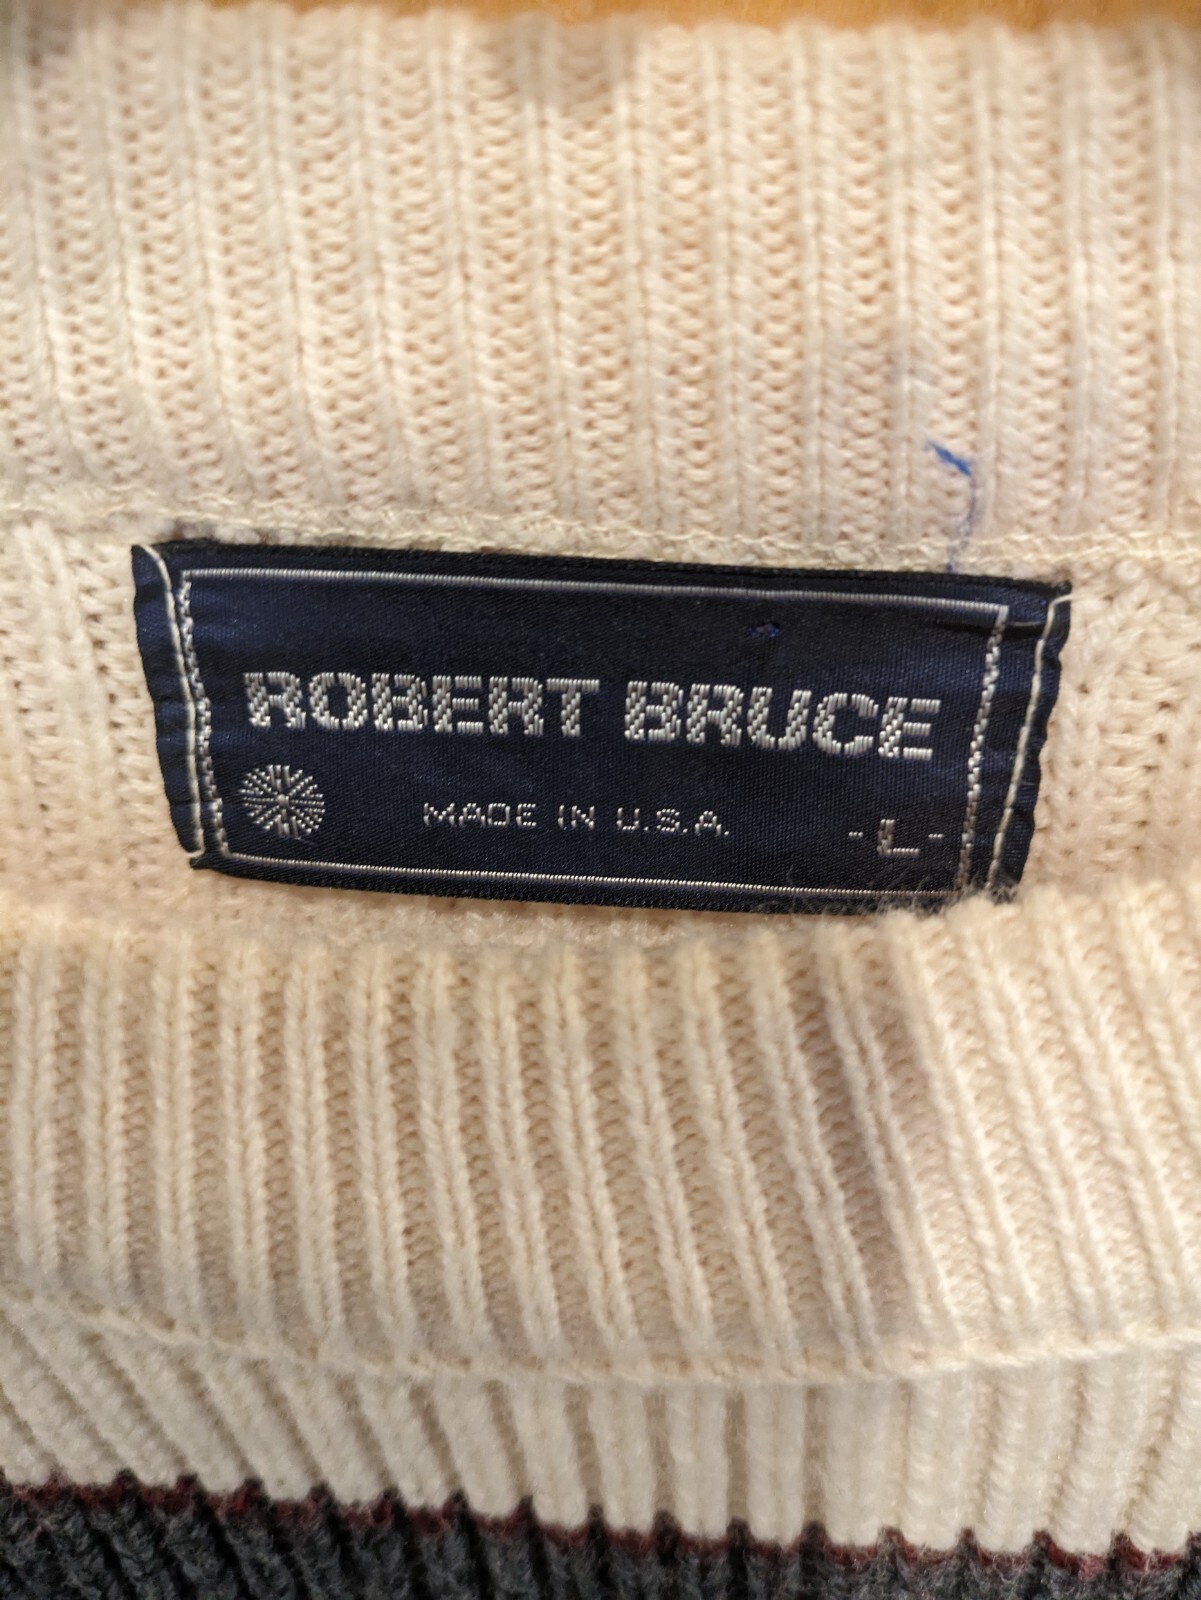 ROBERT BRUCE
MADE IN U.S.A.
-L-